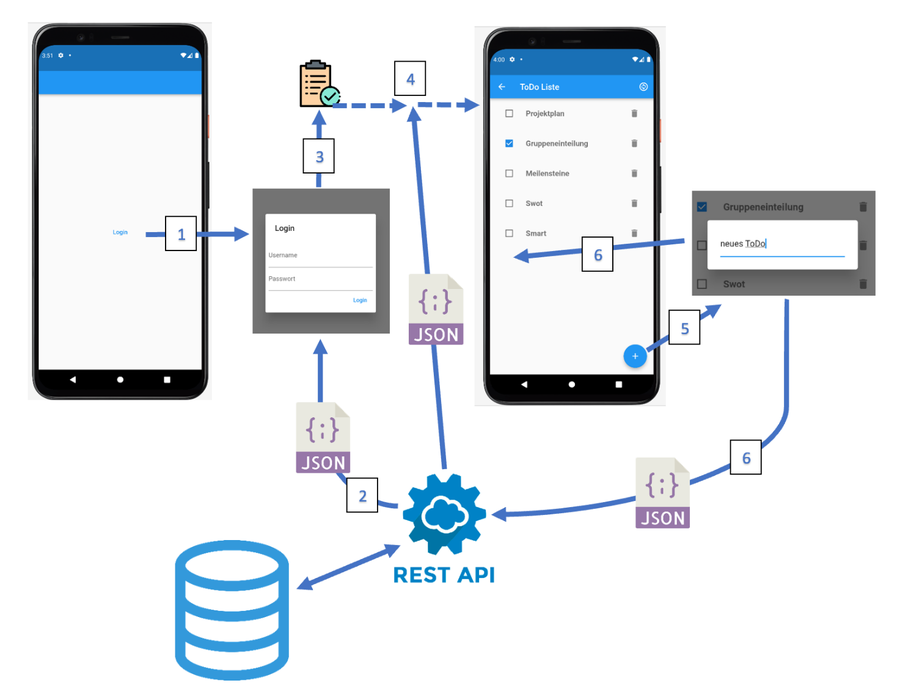 3:51
4
4:00
ToDo Liste
Projektplan
3
Gruppeneinteilung
Meilensteine
1
Login
Login
Username
Passwort
Login
Swot
Smart
6
Gruppeneinteilung
neues ToDo
Swot
{;}
JSON
5
+
{;}
JSON
2
6
{;}
JSON
REST API